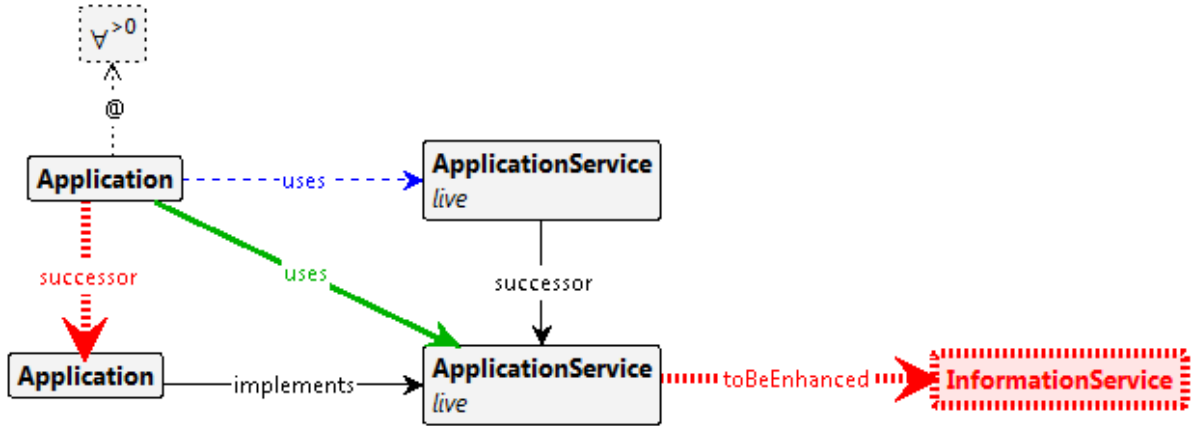 ∀>0
@
Application
uses
ApplicationService
live
successor
uses
successor
Application
implements
ApplicationService
live
toBeEnhanced
InformationService